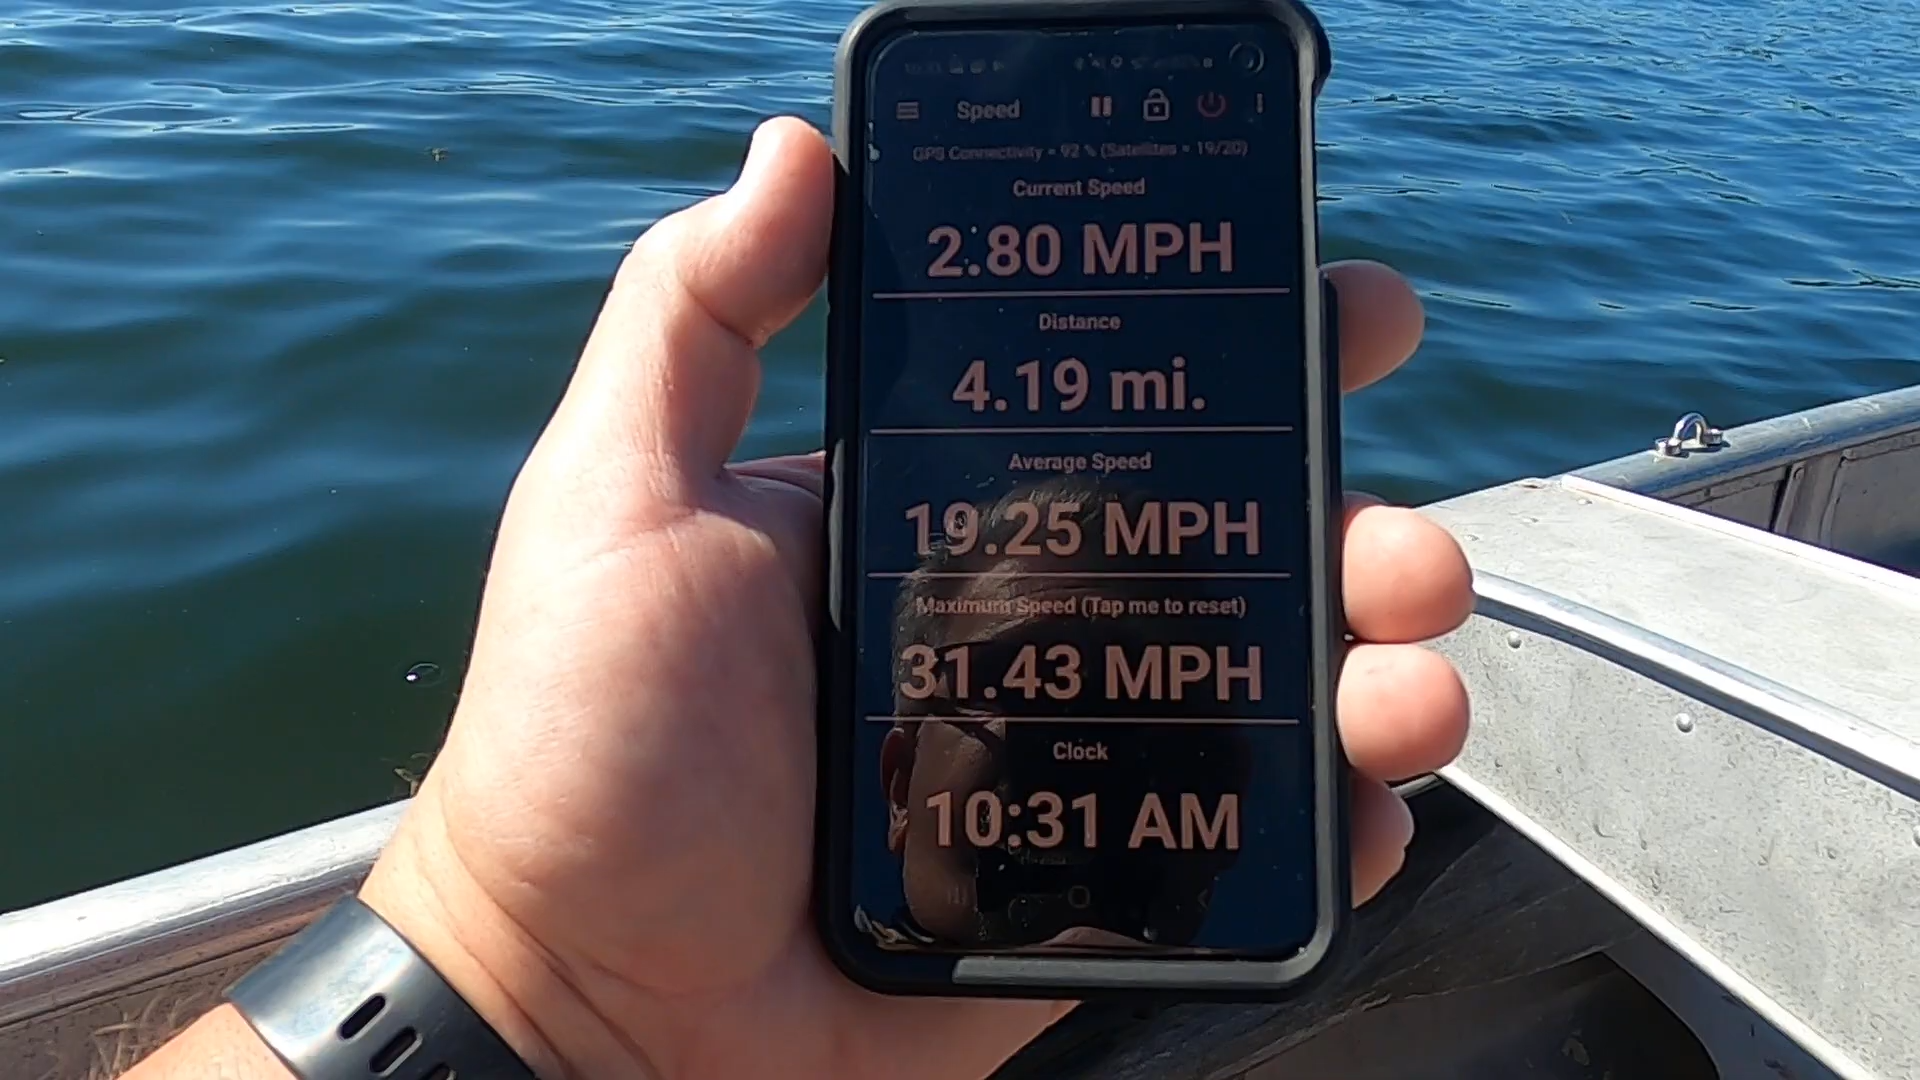 Speed
GPS Connectivity = 92 % (Satellites = 19/20)
Current Speed
2.80 MPH
Distance
4.19 mi.
Average Speed
19.25 MPH
Maximum Speed (Tap me to reset)
31.43 MPH
Clock
10:31 AM